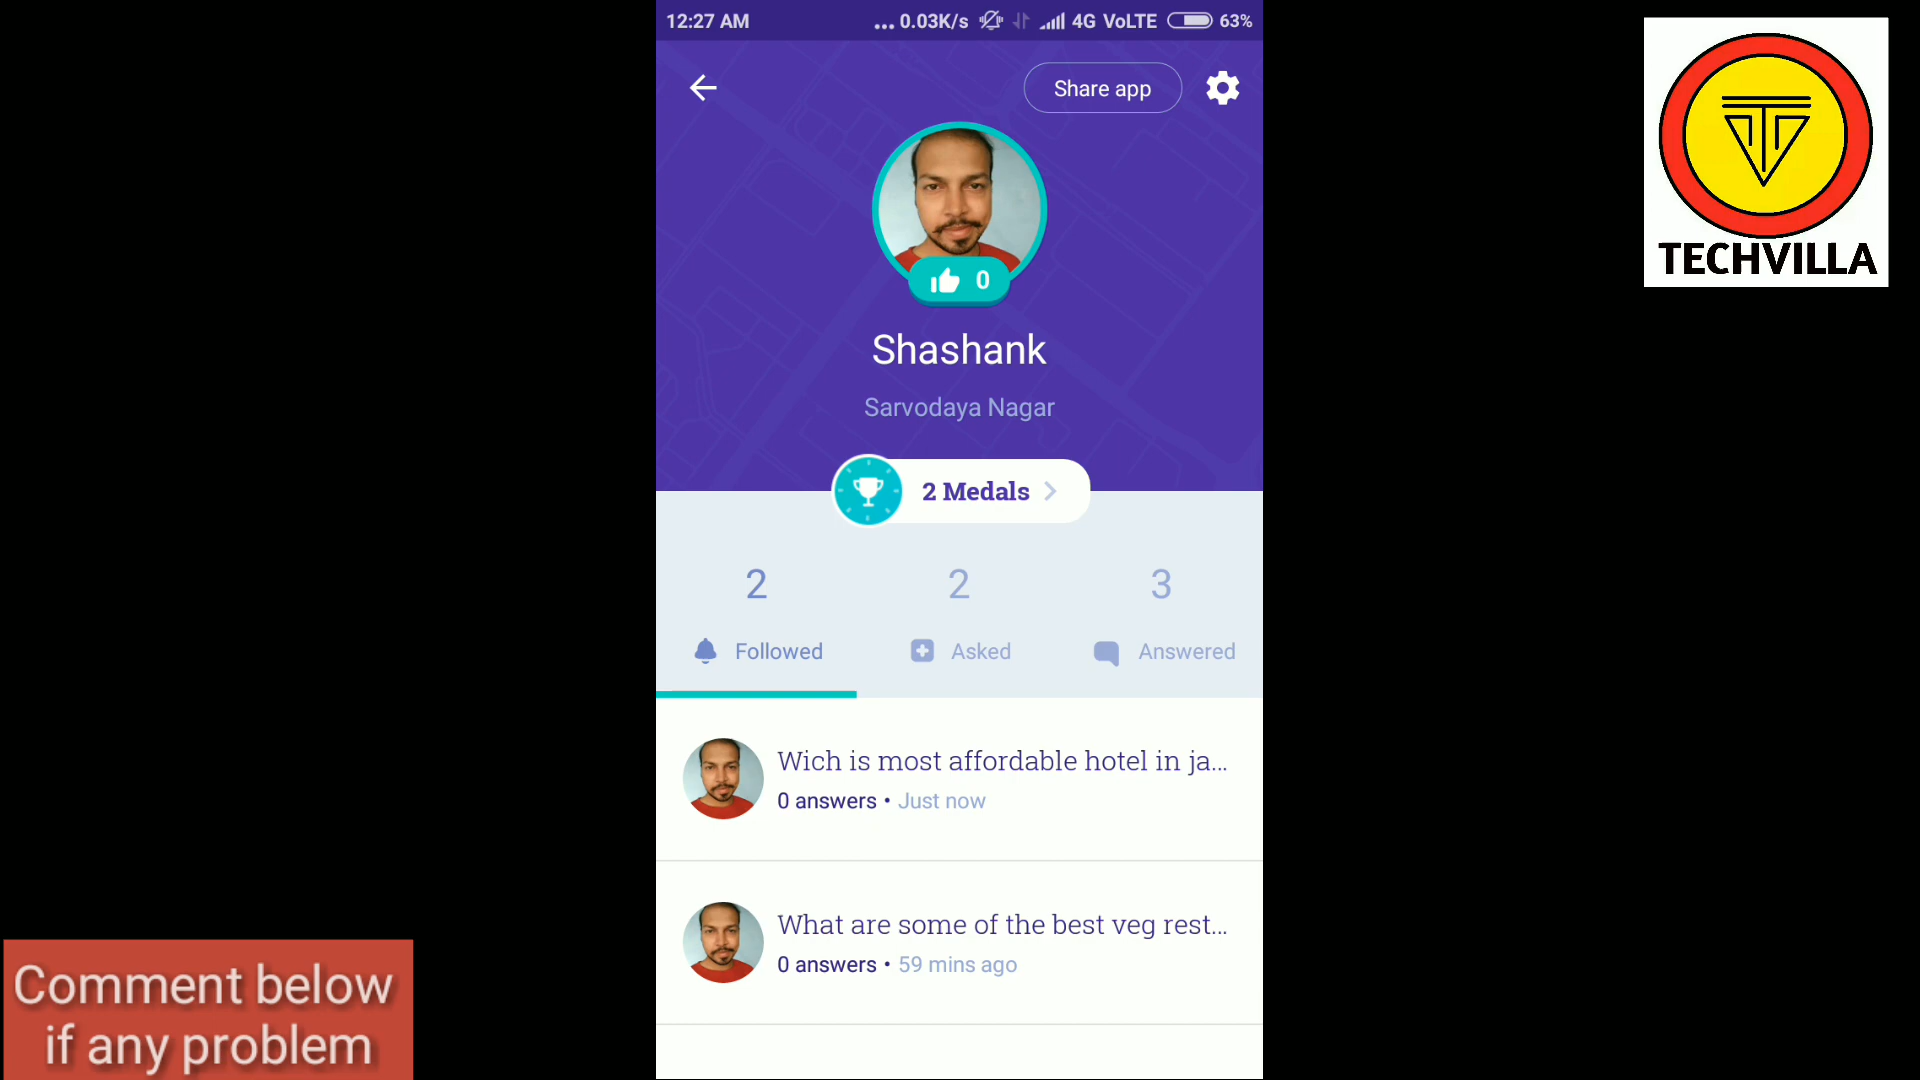 12:27 AM
... 0.03K/s 4G VoLTE 63%
Share app
TECHVILLA
0
Shashank
Sarvodaya Nagar
2 Medals
2 2 3
Followed Asked Answered
Wich is most affordable hotel in ja...
0 answers • Just now
What are some of the best veg rest...
0 answers • 59 mins ago
Comment below
if any problem